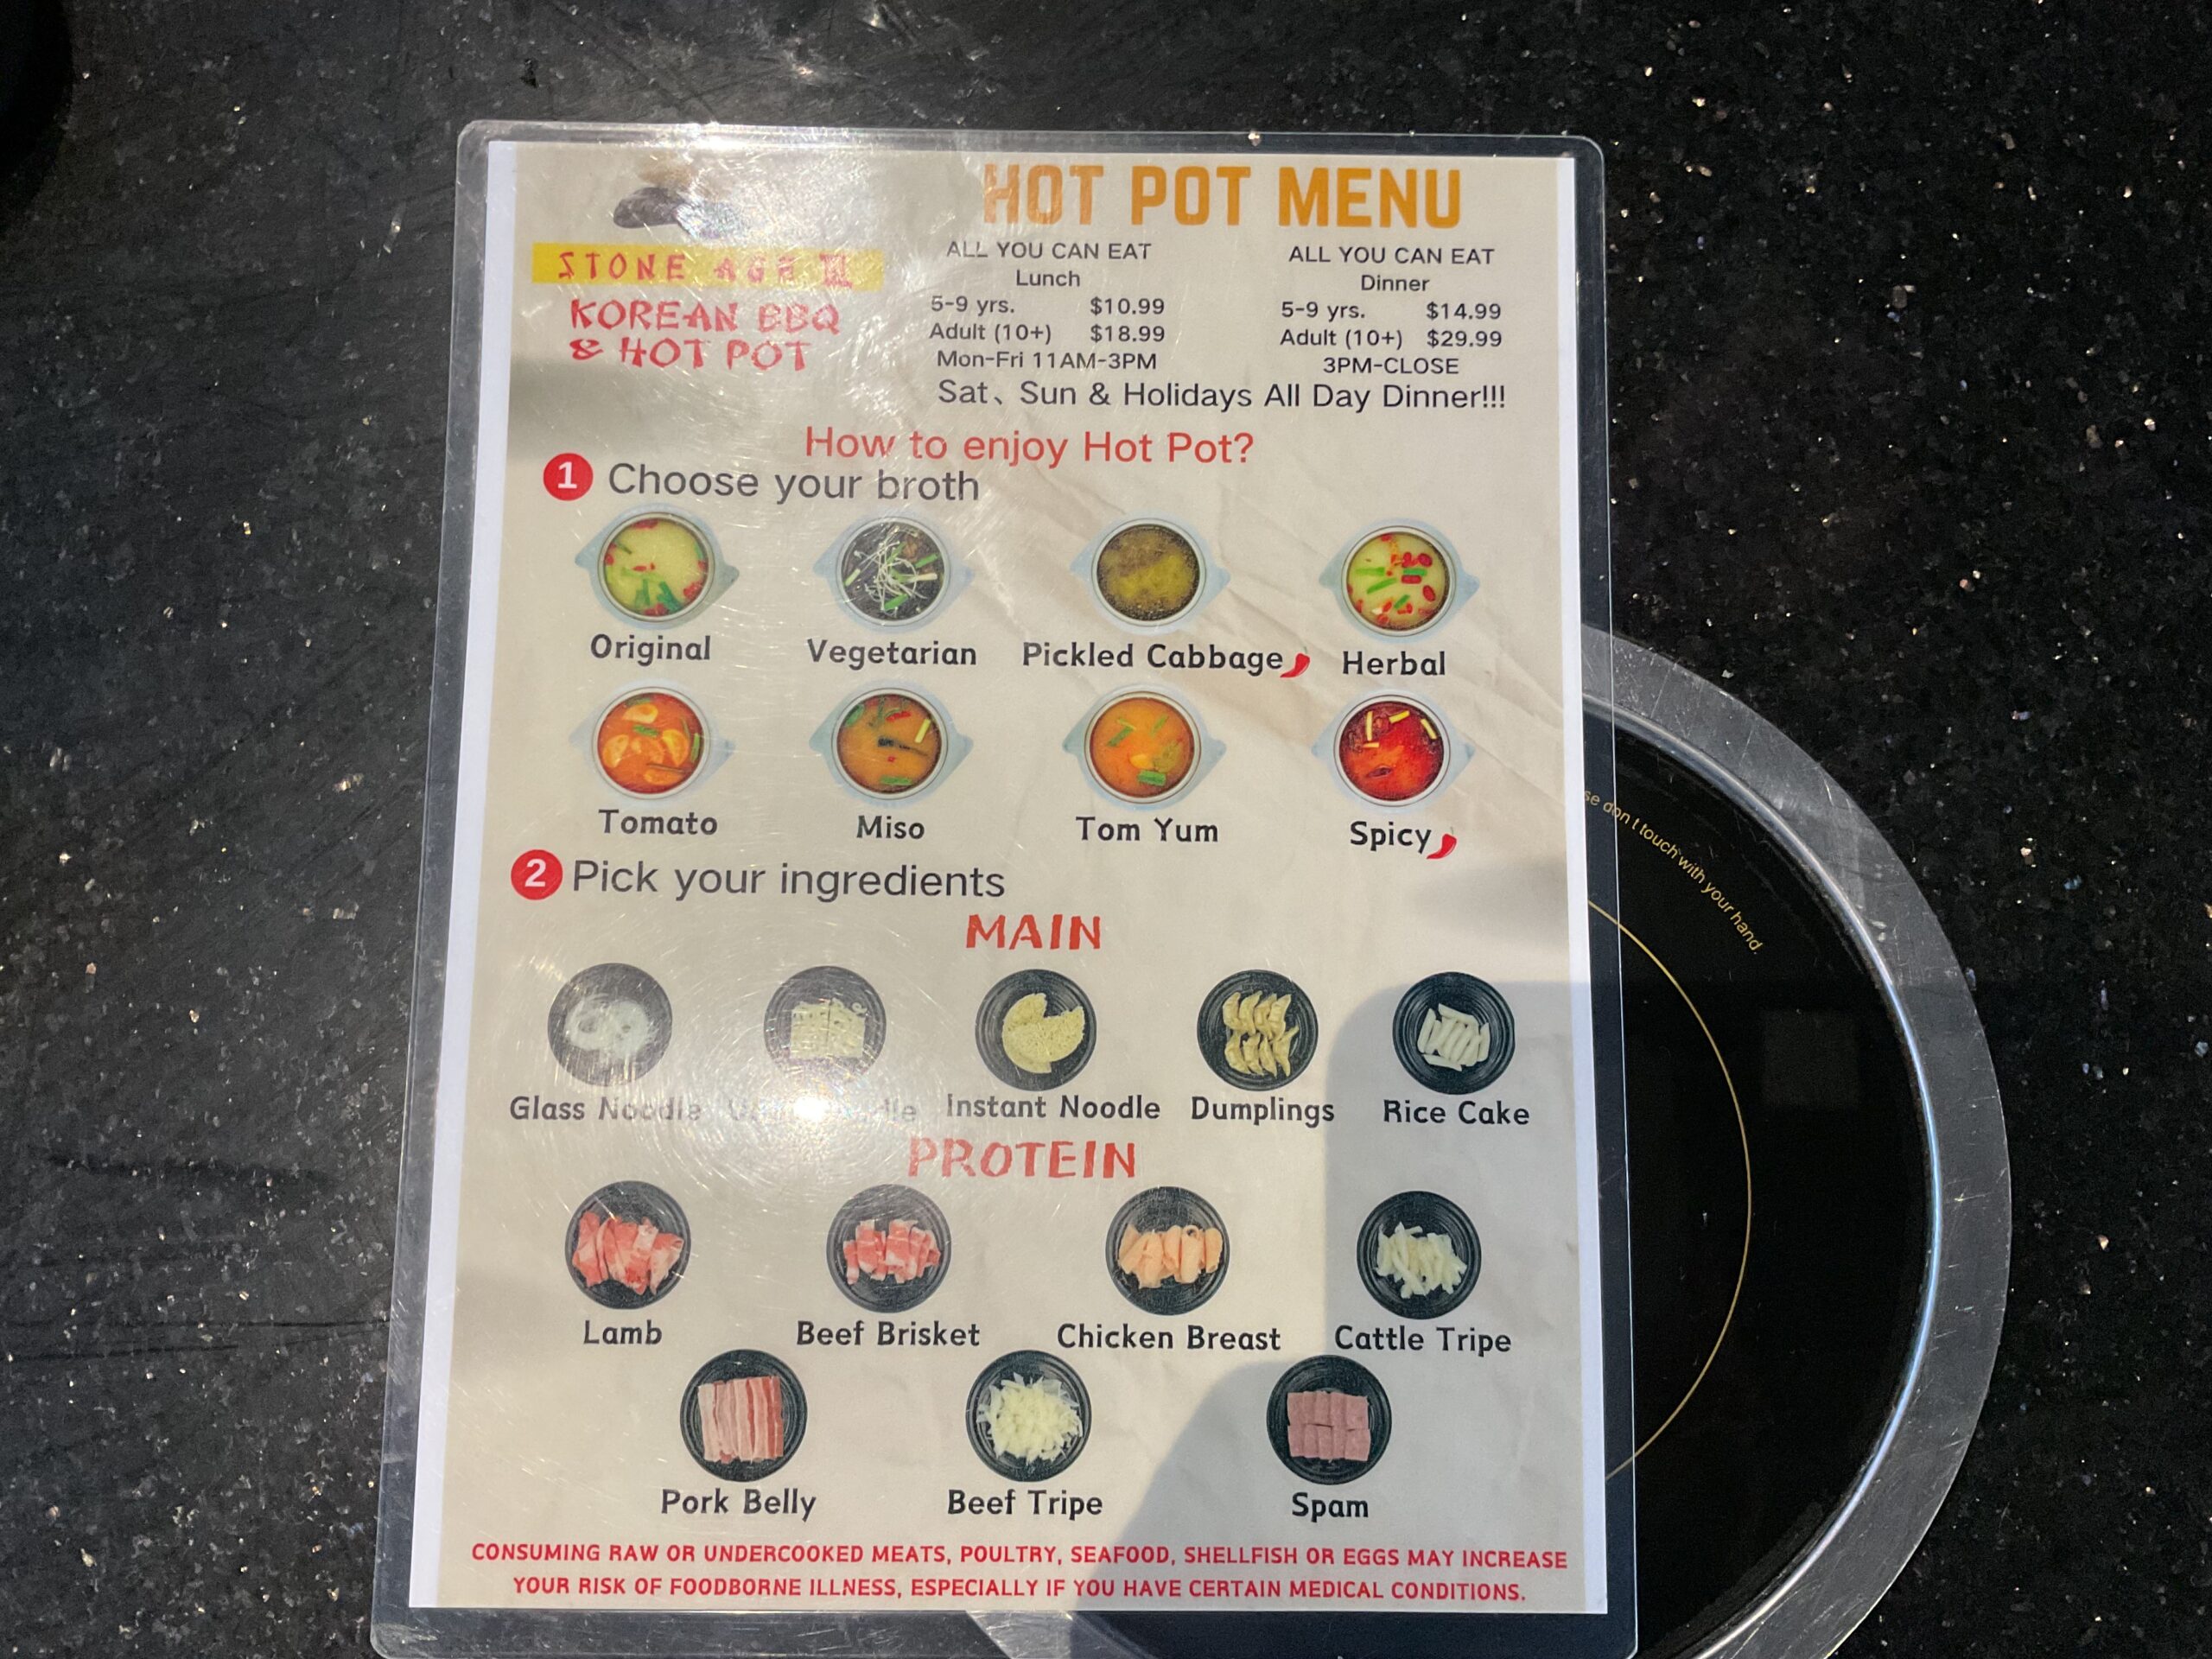 HOT POT MENU
STONE AGE III
KOREAN BBQ
& HOT POT
ALL YOU CAN EAT
Lunch
5-9 yrs. $10.99
Adult (10+) $18.99
Mon-Fri 11AM-3PM
ALL YOU CAN EAT
Dinner
5-9 yrs. $14.99
Adult (10+) $29.99
3PM-CLOSE
Sat、Sun & Holidays All Day Dinner!!!
How to enjoy Hot Pot?
1 Choose your broth
Original Vegetarian Pickled Cabbage Herbal
Tomato Miso Tom Yum Spicy
2 Pick your ingredients
MAIN
Glass Noodle Instant Noodle Dumplings Rice Cake
PROTEIN
Lamb Beef Brisket Chicken Breast Cattle Tripe
Pork Belly Beef Tripe Spam
CONSUMING RAW OR UNDERCOOKED MEATS, POULTRY, SEAFOOD, SHELLFISH OR EGGS MAY INCREASE
YOUR RISK OF FOODBORNE ILLNESS, ESPECIALLY IF YOU HAVE CERTAIN MEDICAL CONDITIONS.
don't touch with your hand.